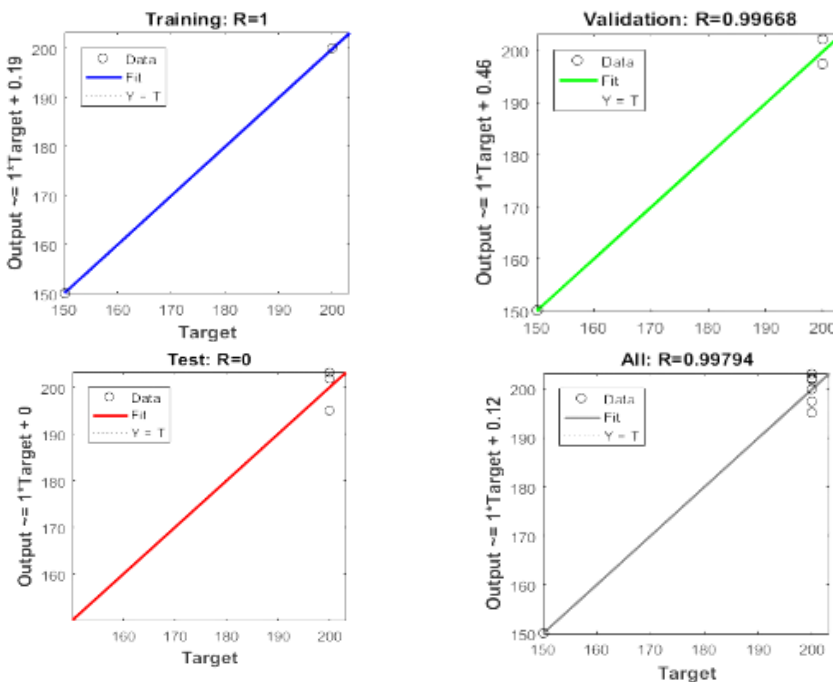 Training: R=1
Output ~= 1*Target + 0.19
Data
Fit
Y = T
200
190
180
170
160
150
150 160 170 180 190 200
Target
Validation: R=0.99668
Output ~= 1*Target + 0.46
Data
Fit
Y = T
200
190
180
170
160
150
150 160 170 180 190 200
Test: R=0
Output ~= 1*Target + 0
Data
Fit
Y = T
200
190
180
170
160
160 170 180 190 200
Target
All: R=0.99794
Output ~= 1*Target + 0.12
Data
Fit
Y = T
200
190
180
170
160
150
150 160 170 180 190 200
Target